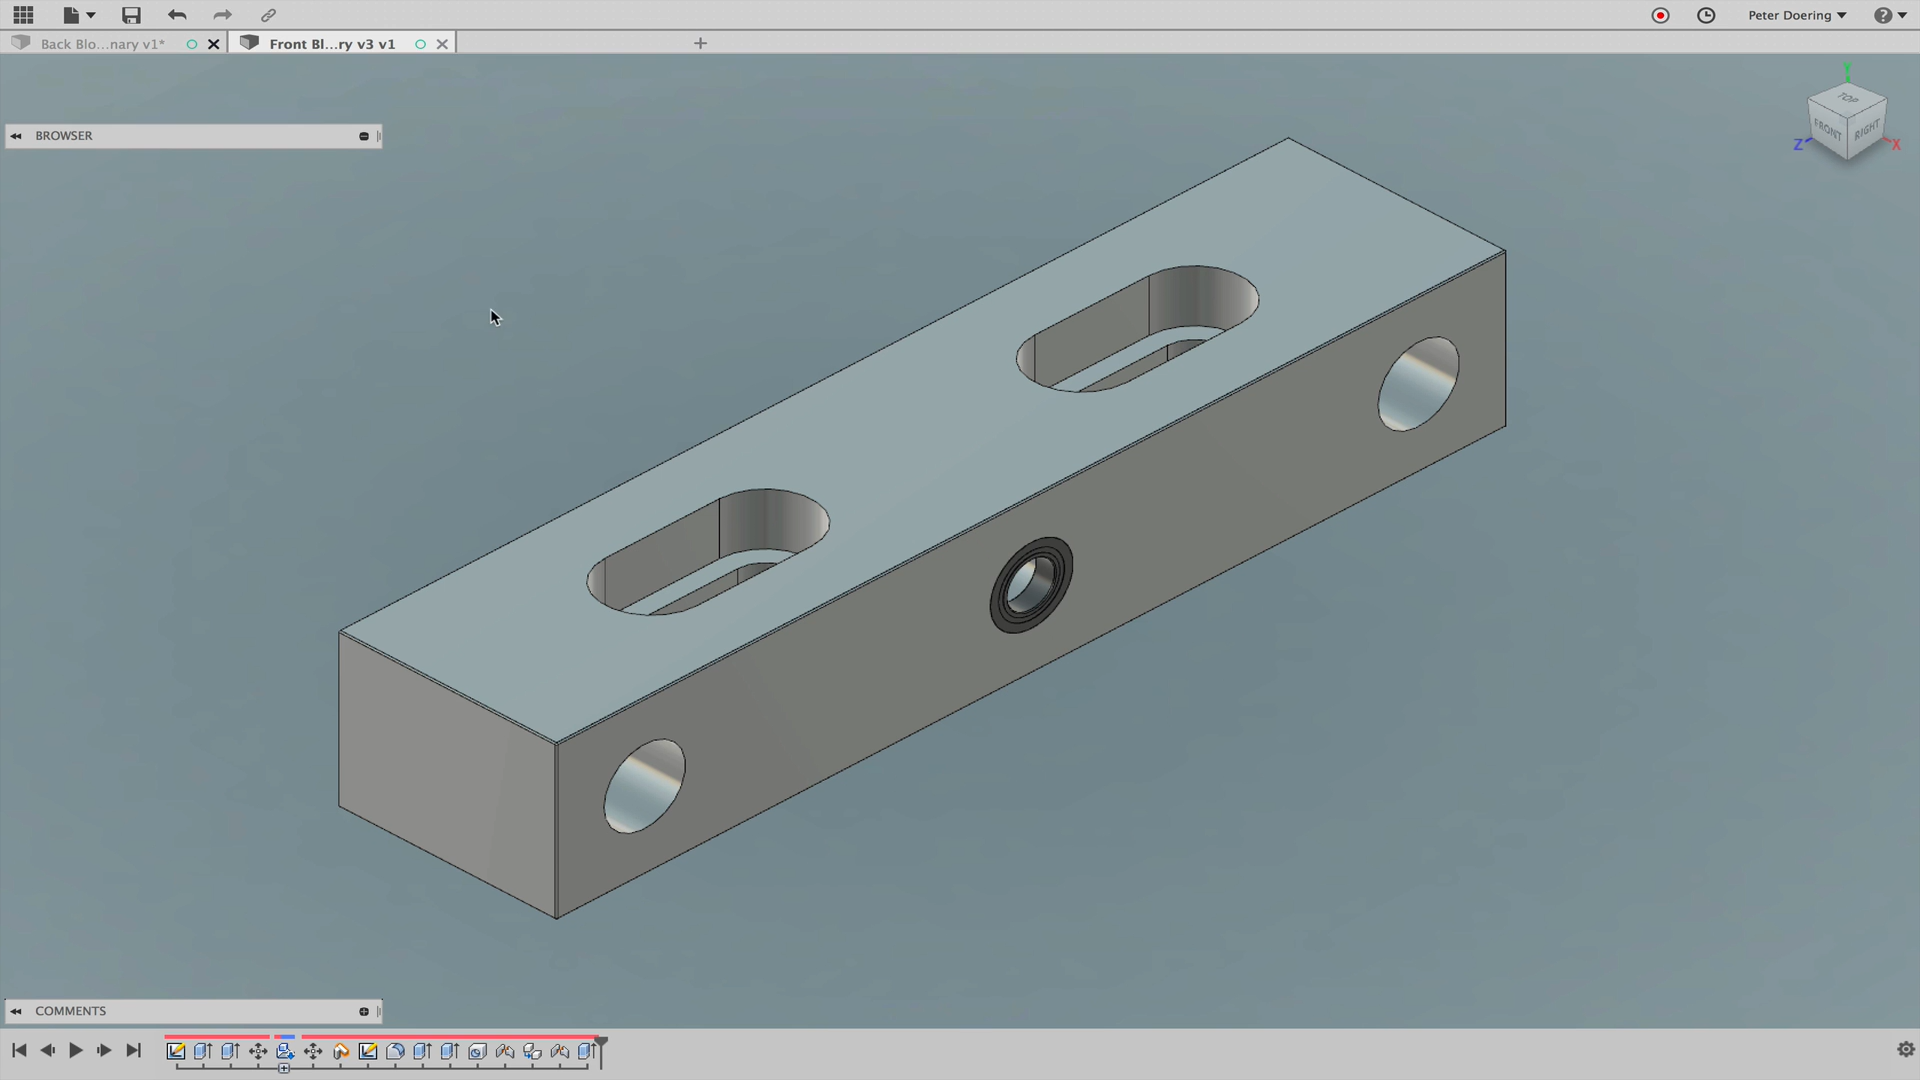 Peter Doering
?
Back Blo...nary v1*
Front Bl...ry v3 v1
BROWSER
Y
TOP
FRONT
RIGHT
Z
X
COMMENTS